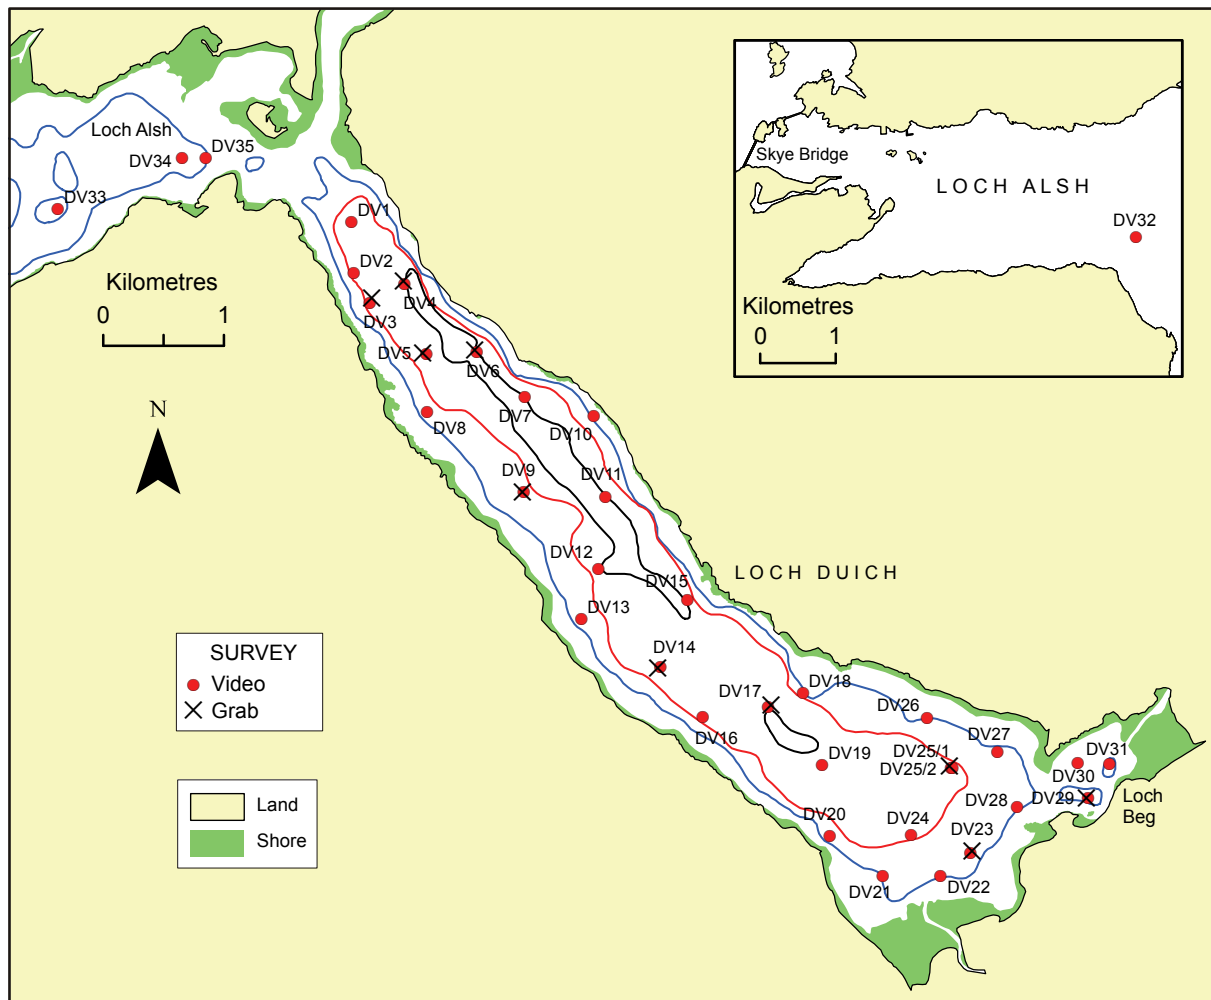 Loch Alsh
DV34
DV35
DV33
Kilometres
0
1
N
DV1
DV2
DV3
DV4
DV5
DV6
DV7
DV8
DV9
DV10
DV11
DV12
DV13
DV14
DV15
LOCH DUICH
DV16
DV17
DV18
DV19
DV20
DV21
DV22
DV23
DV24
DV25/1
DV25/2
DV26
DV27
DV28
DV29
DV30
DV31
Loch
Beg
SURVEY
Video
Grab
Land
Shore
Skye Bridge
LOCH ALSH
DV32
Kilometres
0
1